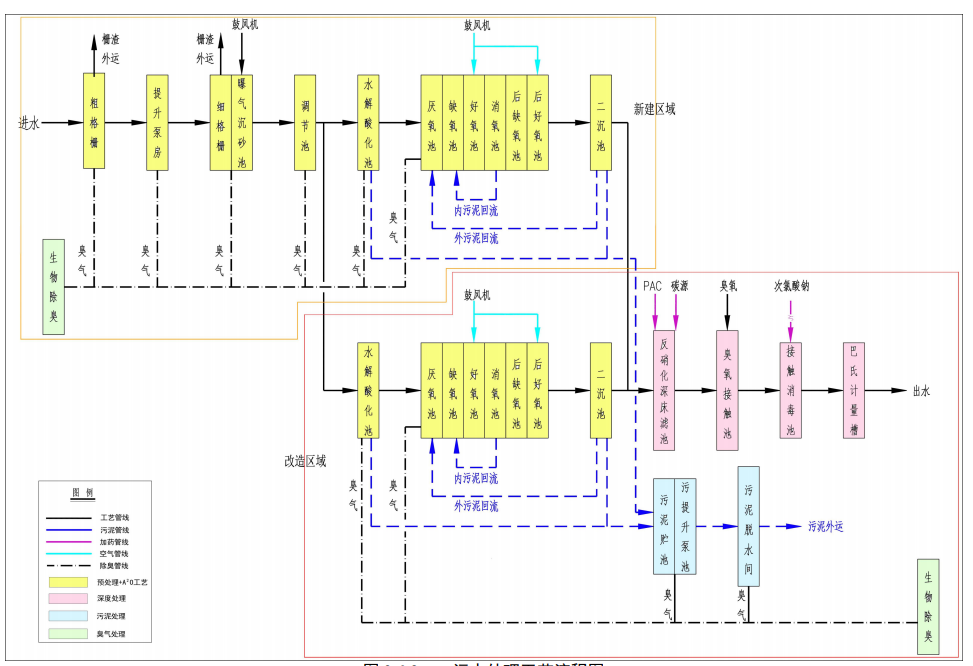 鼓风机
鼓风机
栅渣
外运
栅渣
外运
进水
粗格栅
提升泵房
细格栅
曝气沉砂池
调节池
水解酸化池
厌氧池
缺氧池
好氧池
消氧池
后缺氧池
后好氧池
二沉池
新建区域
内污泥回流
外污泥回流
臭气
臭气
臭气
臭气
臭气
臭气
生物除臭
鼓风机
PAC
碳源
臭氧
次氯酸钠
水解酸化池
厌氧池
缺氧池
好氧池
消氧池
后缺氧池
后好氧池
二沉池
反硝化深床滤池
臭氧接触池
接触消毒池
巴氏计量槽
出水
改造区域
内污泥回流
外污泥回流
臭气
臭气
污泥贮池
污泥提升泵池
污泥脱水间
污泥外运
臭气
臭气
生物除臭
图 例
工艺管线
污泥管线
加药管线
空气管线
除臭管线
预处理+A²O工艺
深度处理
污泥处理
臭气处理